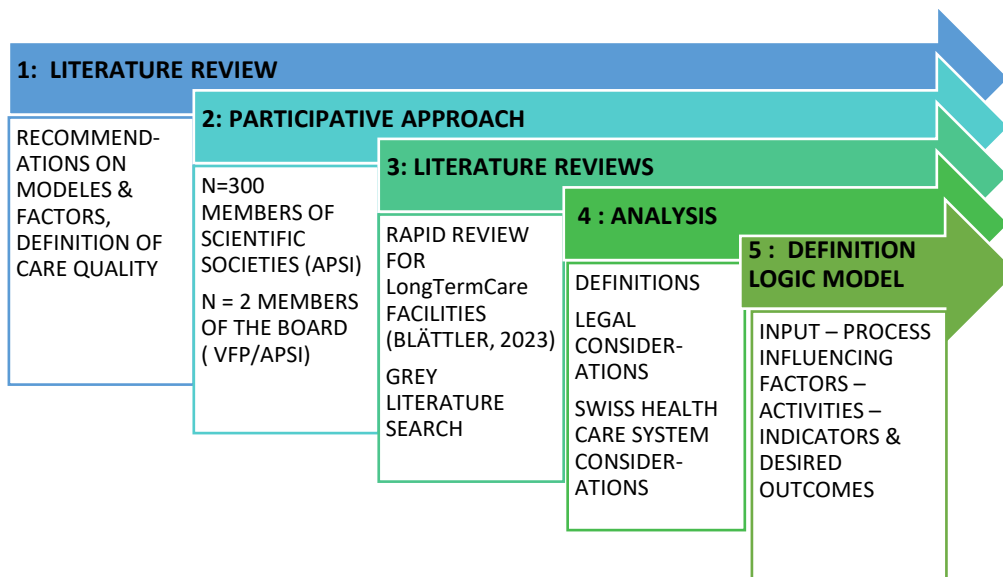 1: LITERATURE REVIEW
RECOMMEND-
ATIONS ON
MODELES &
FACTORS,
DEFINITION OF
CARE QUALITY
2: PARTICIPATIVE APPROACH
N=300
MEMBERS OF
SCIENTIFIC
SOCIETIES (APSI)
N = 2 MEMBERS
OF THE BOARD
( VFP/APSI)
3: LITERATURE REVIEWS
RAPID REVIEW
FOR
LongTermCare
FACILITIES
(BLÄTTLER, 2023)
GREY
LITERATURE
SEARCH
4 : ANALYSIS
DEFINITIONS
LEGAL
CONSIDER-
ATIONS
SWISS HEALTH
CARE SYSTEM
CONSIDER-
ATIONS
5 : DEFINITION
LOGIC MODEL
INPUT – PROCESS
INFLUENCING
FACTORS –
ACTIVITIES –
INDICATORS &
DESIRED
OUTCOMES